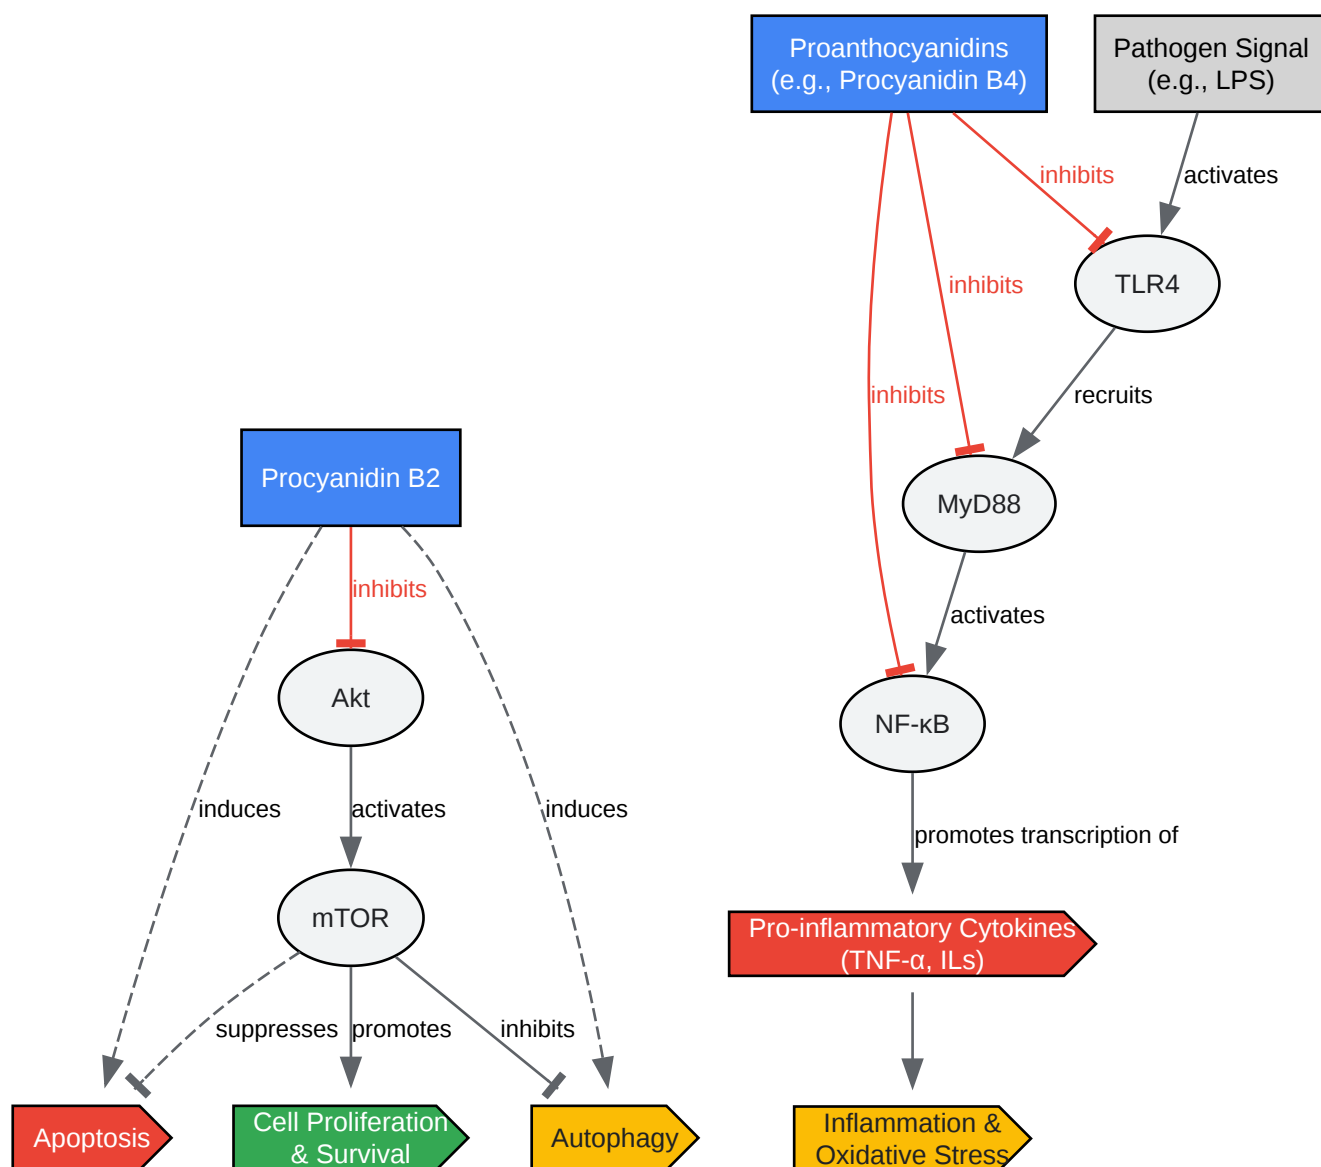 Proanthocyanidins
(e.g., Procyanidin B4)
Pathogen Signal
(e.g., LPS)
inhibits
activates
TLR4
inhibits
recruits
inhibits
MyD88
activates
NF-κB
promotes transcription of
Pro-inflammatory Cytokines
(TNF-α, ILs)
Inflammation &
Oxidative Stress
Procyanidin B2
inhibits
Akt
induces
activates
induces
mTOR
suppresses
promotes
inhibits
Apoptosis
Cell Proliferation
& Survival
Autophagy